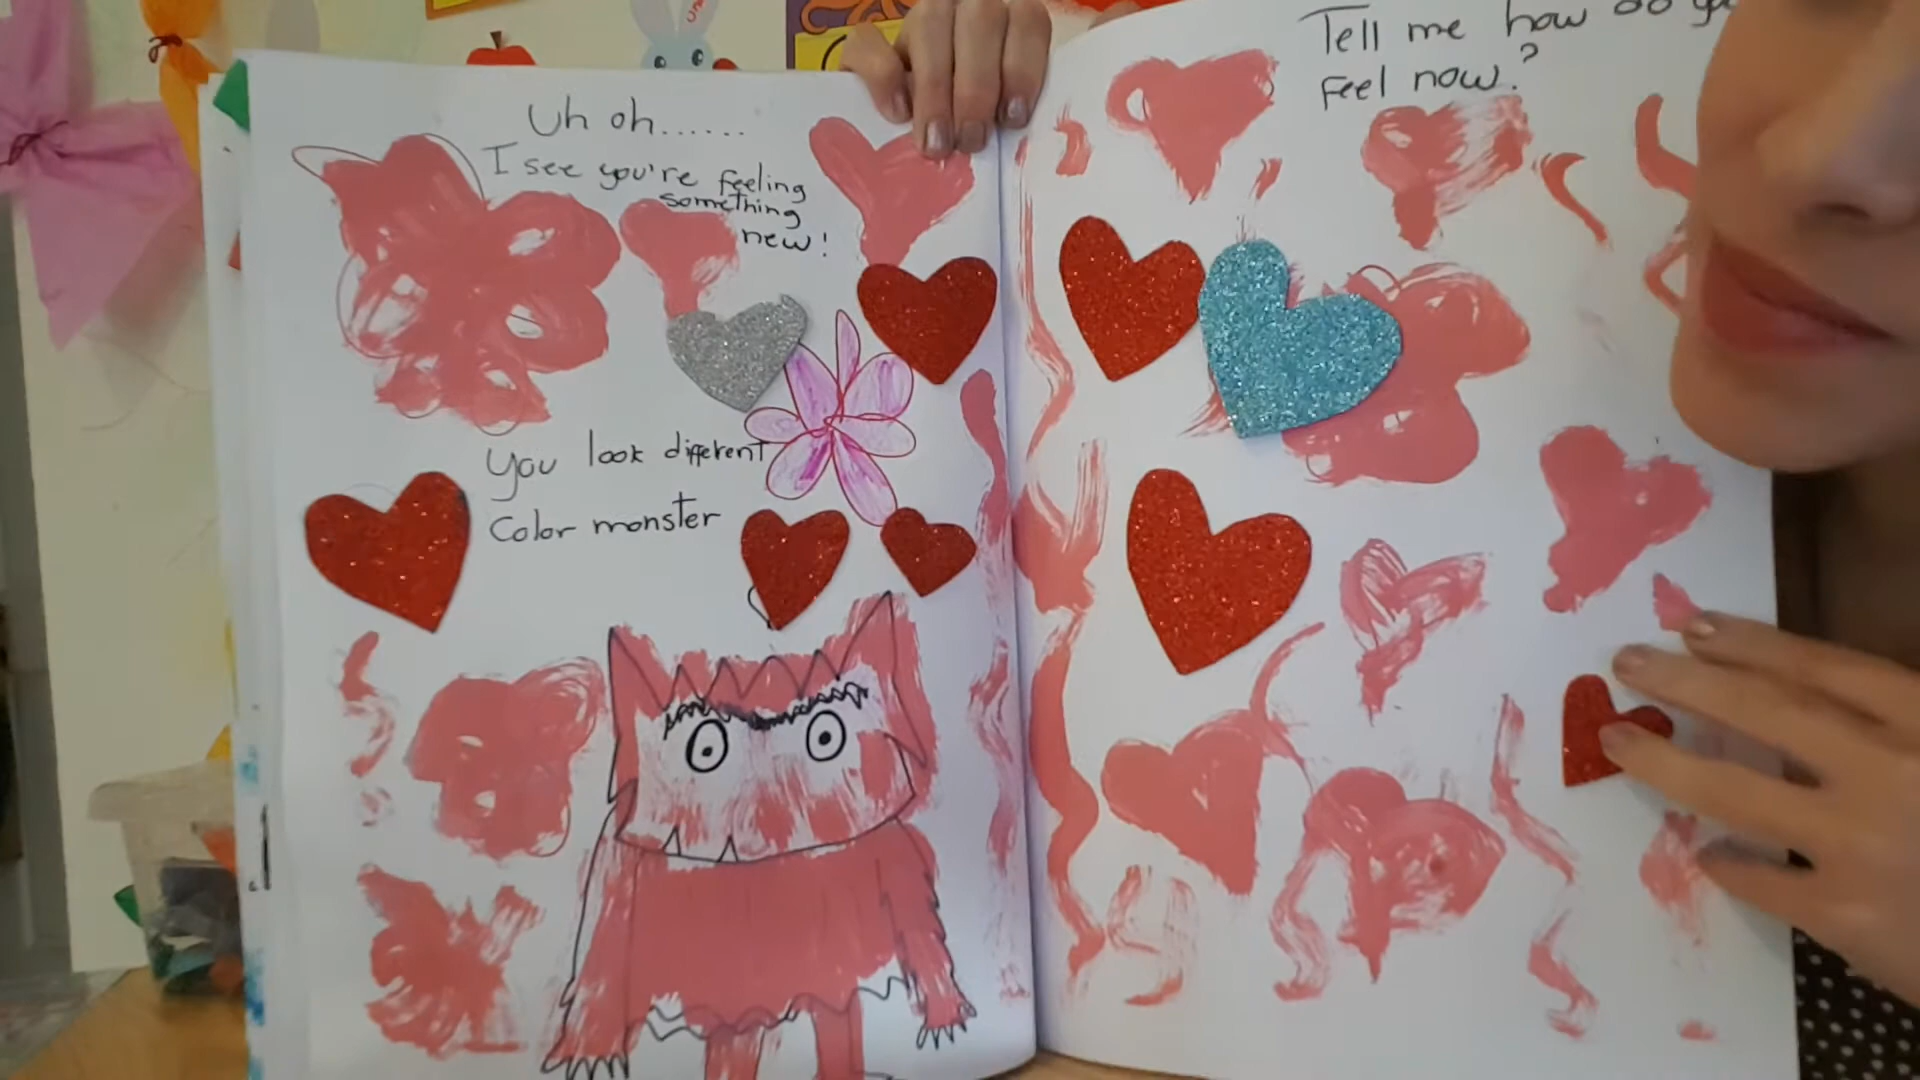 Uh oh......
I see you're feeling
something
new!
You look different
Color monster
Tell me how do
Feel now?